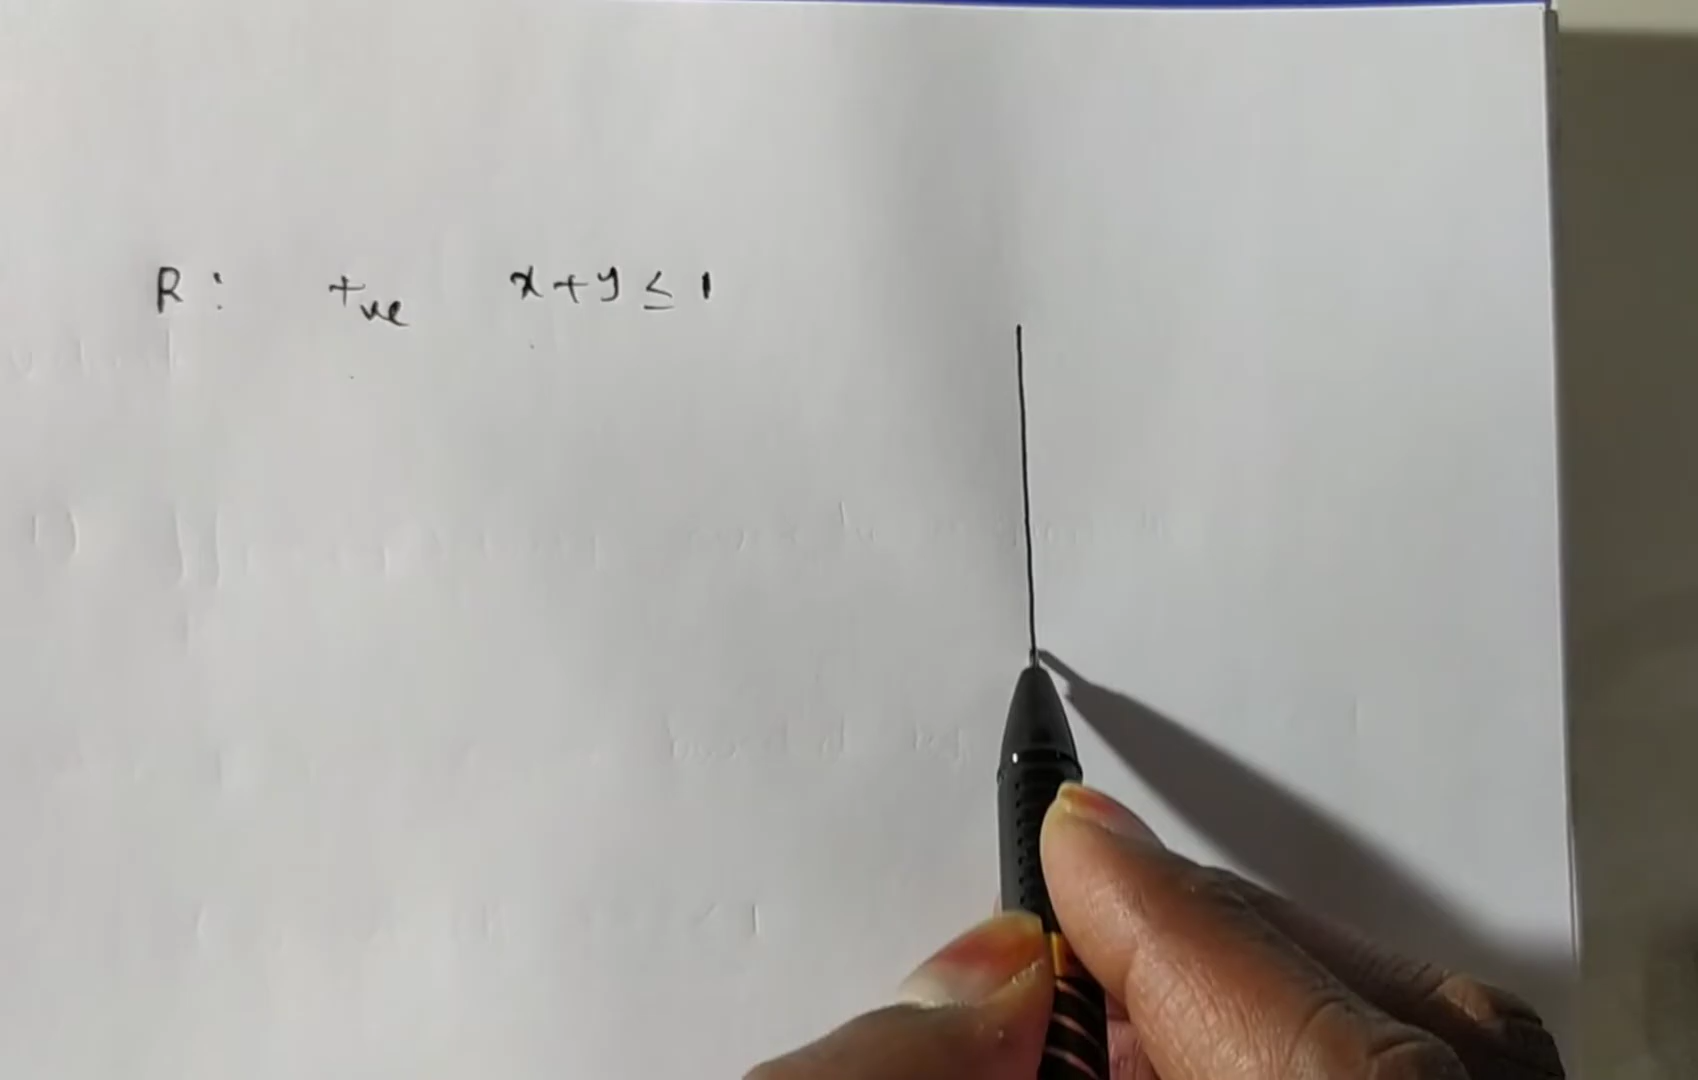 R : +ve x + y ≤ 1